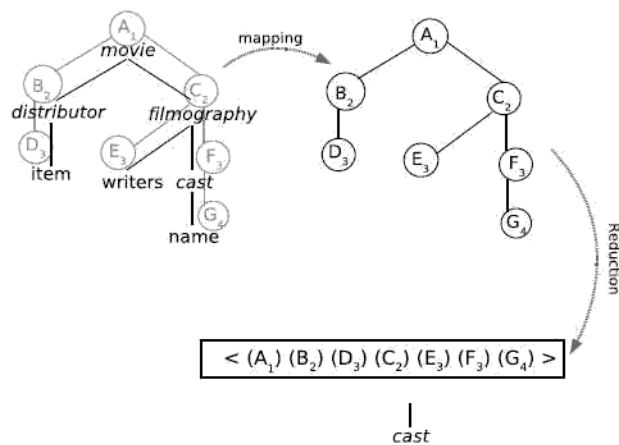 A₁
movie
mapping
A₁
B₂
C₂
distributor
filmography
B₂
C₂
D₃
E₃
F₃
item
writers
cast
D₃
E₃
F₃
G₄
name
G₄
Reduction
< (A₁) (B₂) (D₃) (C₂) (E₃) (F₃) (G₄) >
cast